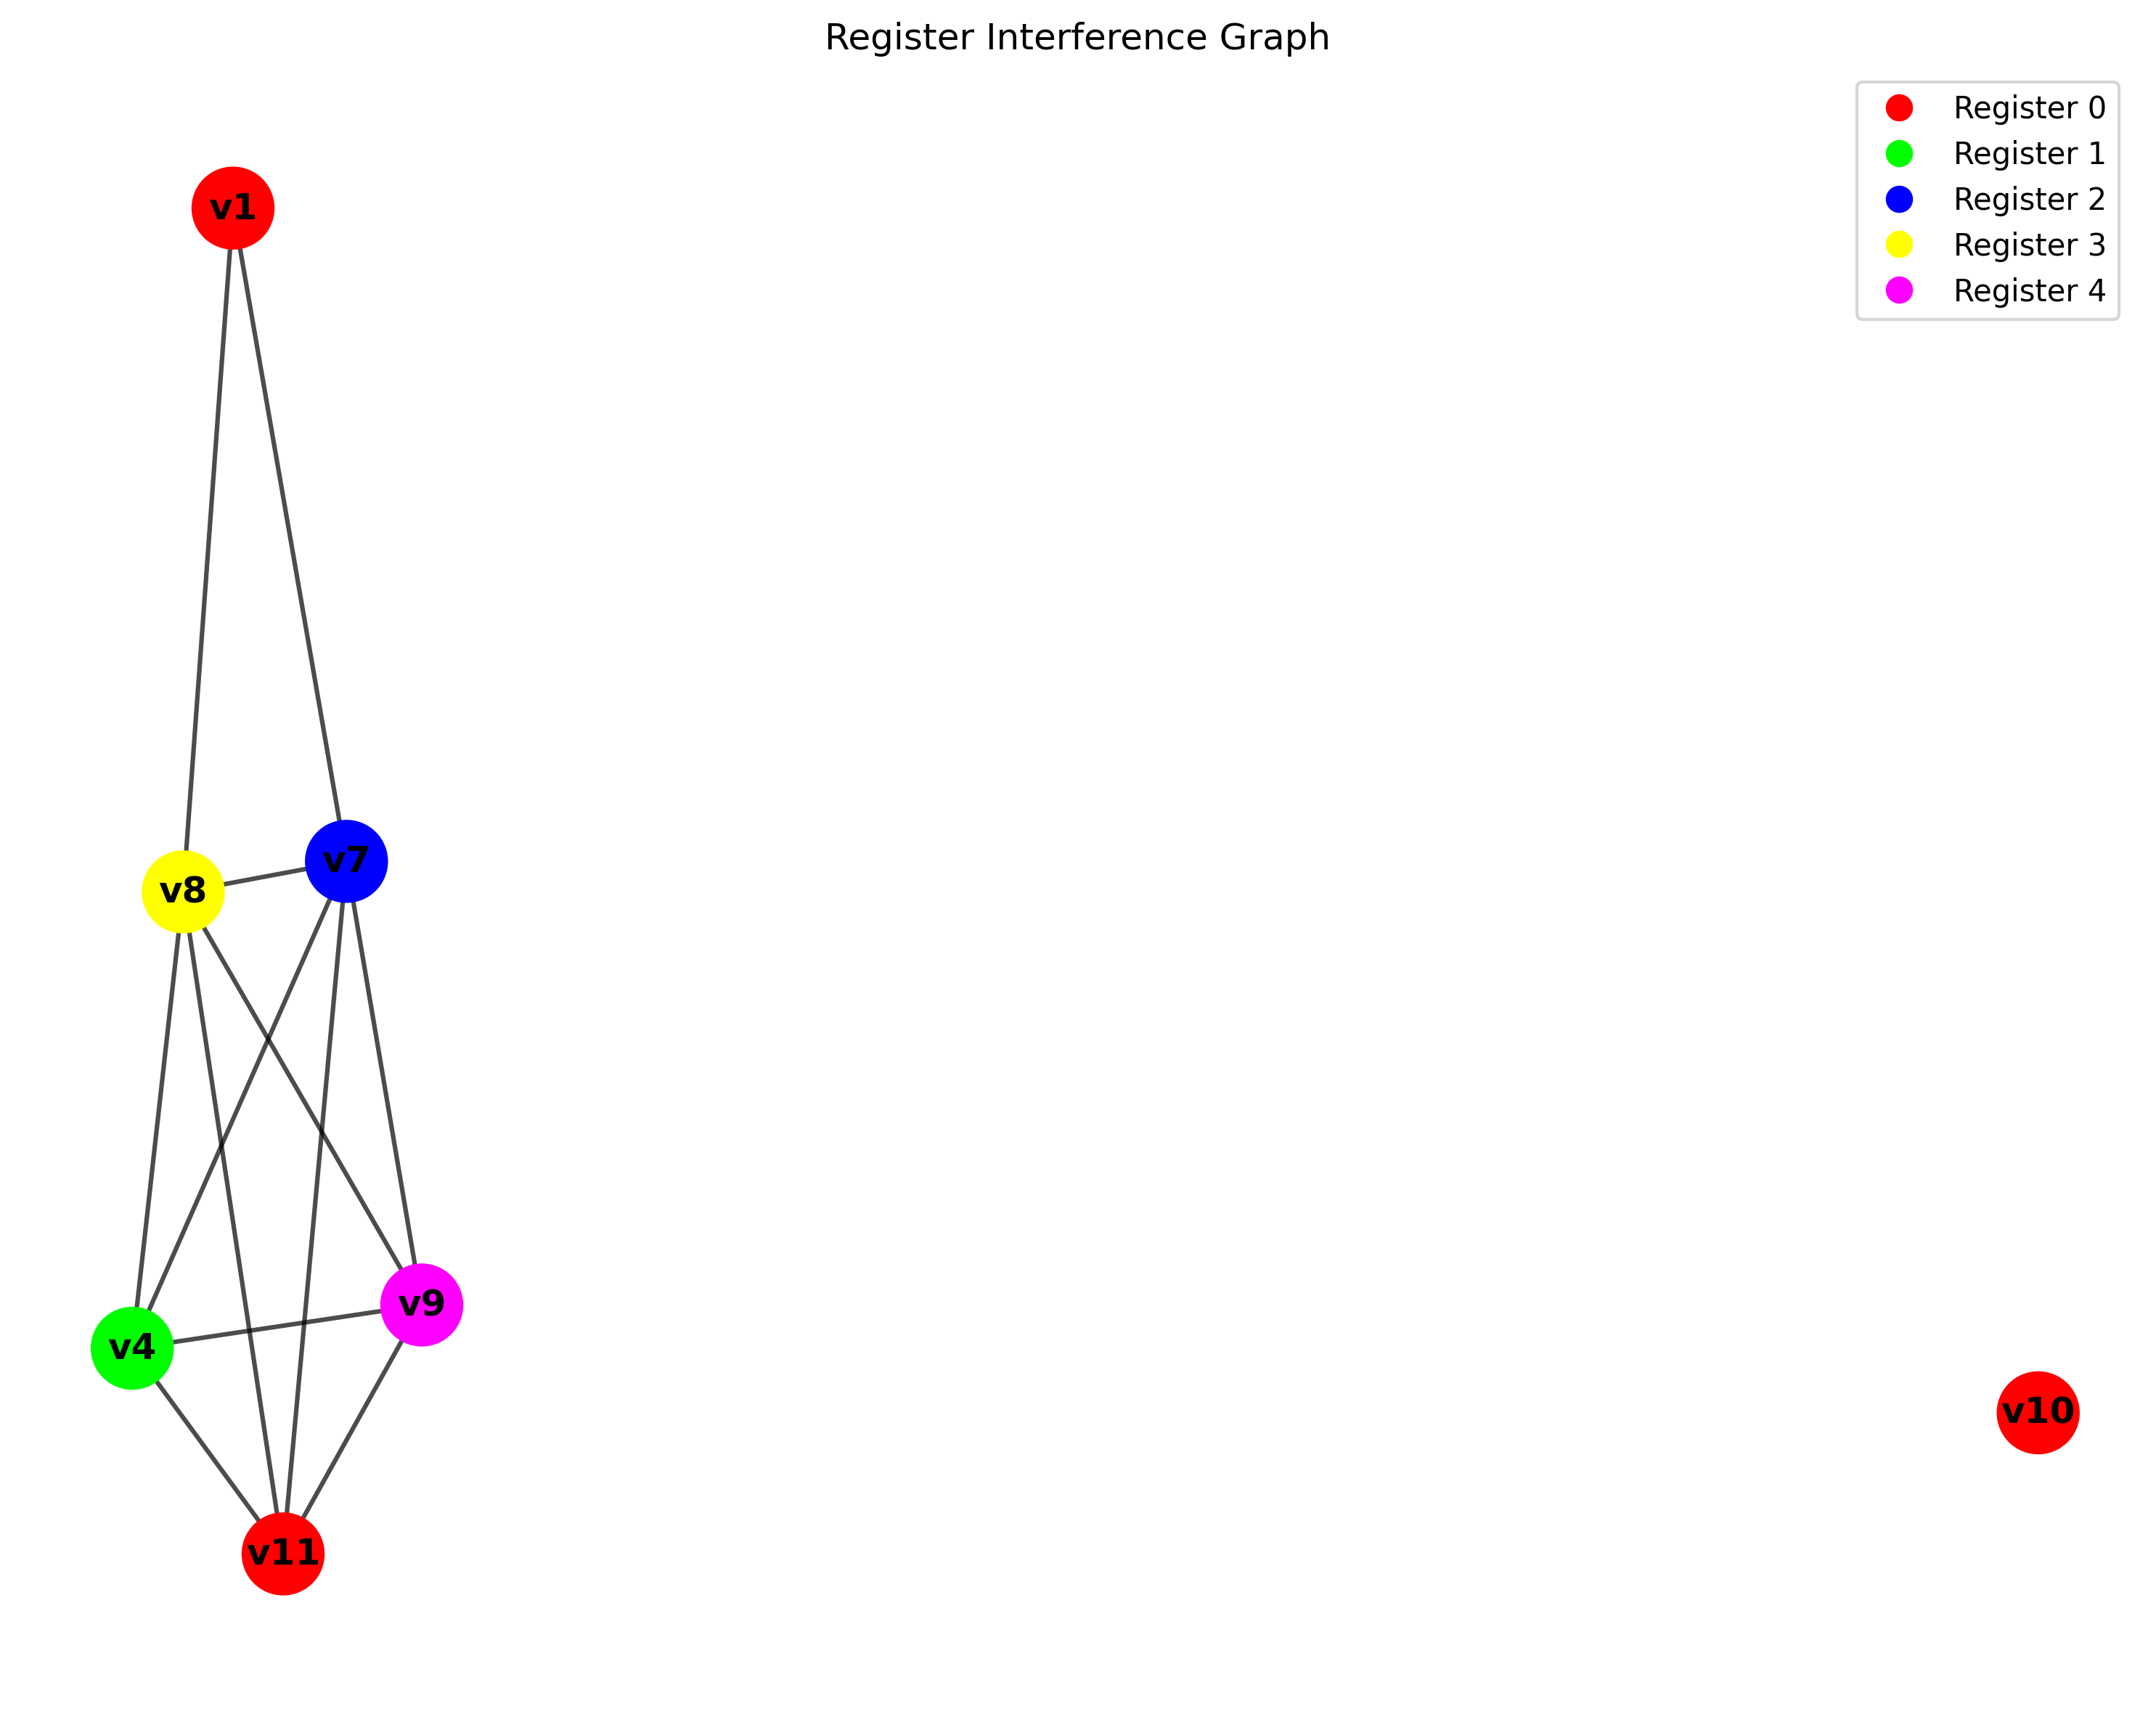 Register Interference Graph
Register 0
Register 1
Register 2
Register 3
Register 4
v1
v7
v8
v9
v4
v10
v11